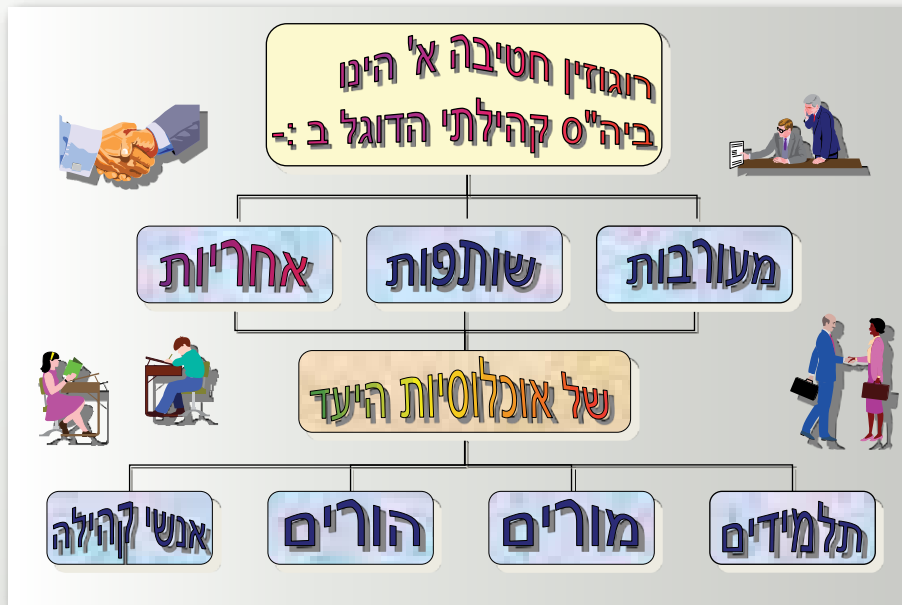 רוגוזין חטיבה א' הינו
ביה"ס קהילתי הדוגל ב :-
מעורבות
שותפות
אחריות
של אוכלוסיות היעד
תלמידים
מורים
הורים
אנשי קהילה